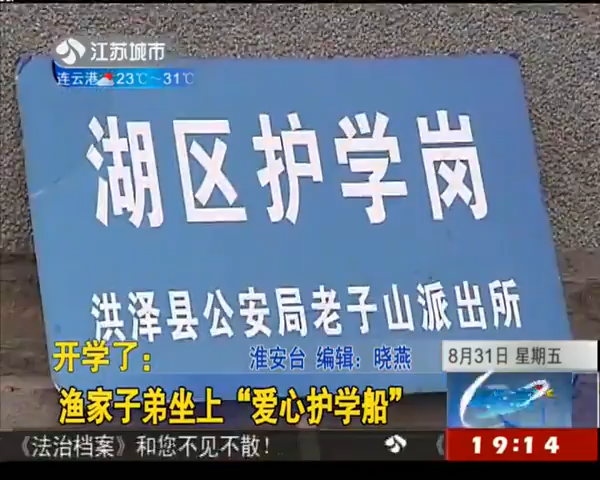 江苏城市
连云港 23℃~31℃
湖区护学岗
洪泽县公安局老子山派出所
开学了:
淮安台 编辑: 晓燕
8月31日 星期五
渔家子弟坐上“爱心护学船”
《法治档案》和您不见不散!
《
19:14